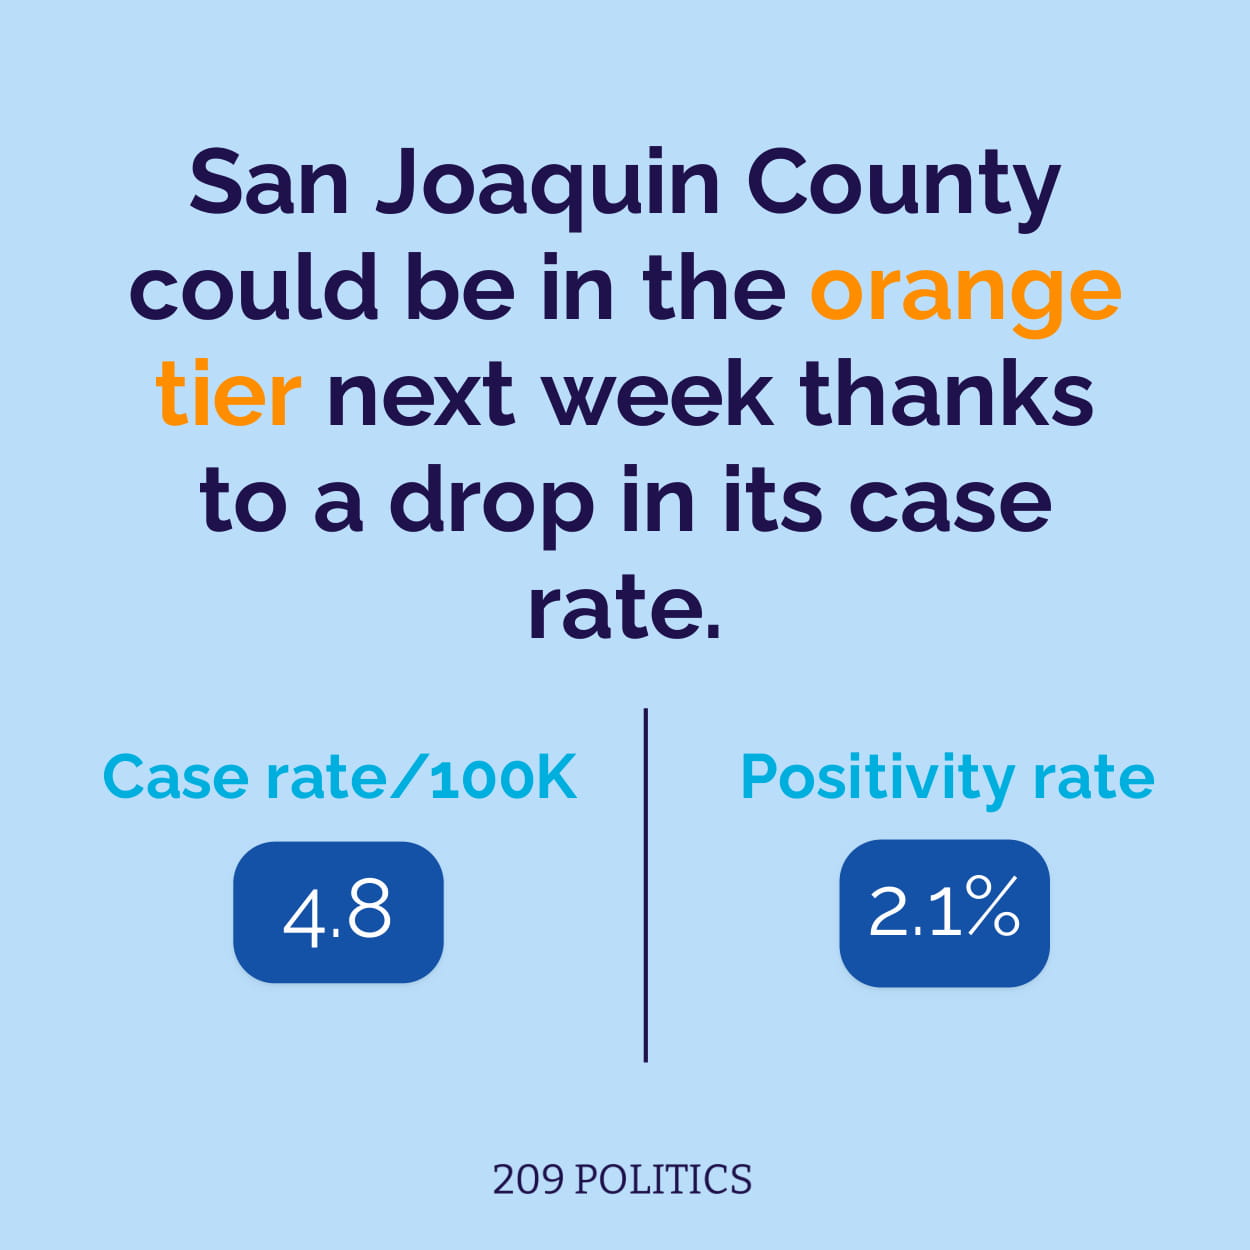 San Joaquin County
could be in the orange
tier next week thanks
to a drop in its case
rate.
Case rate/100K
Positivity rate
4.8
2.1%
209 POLITICS